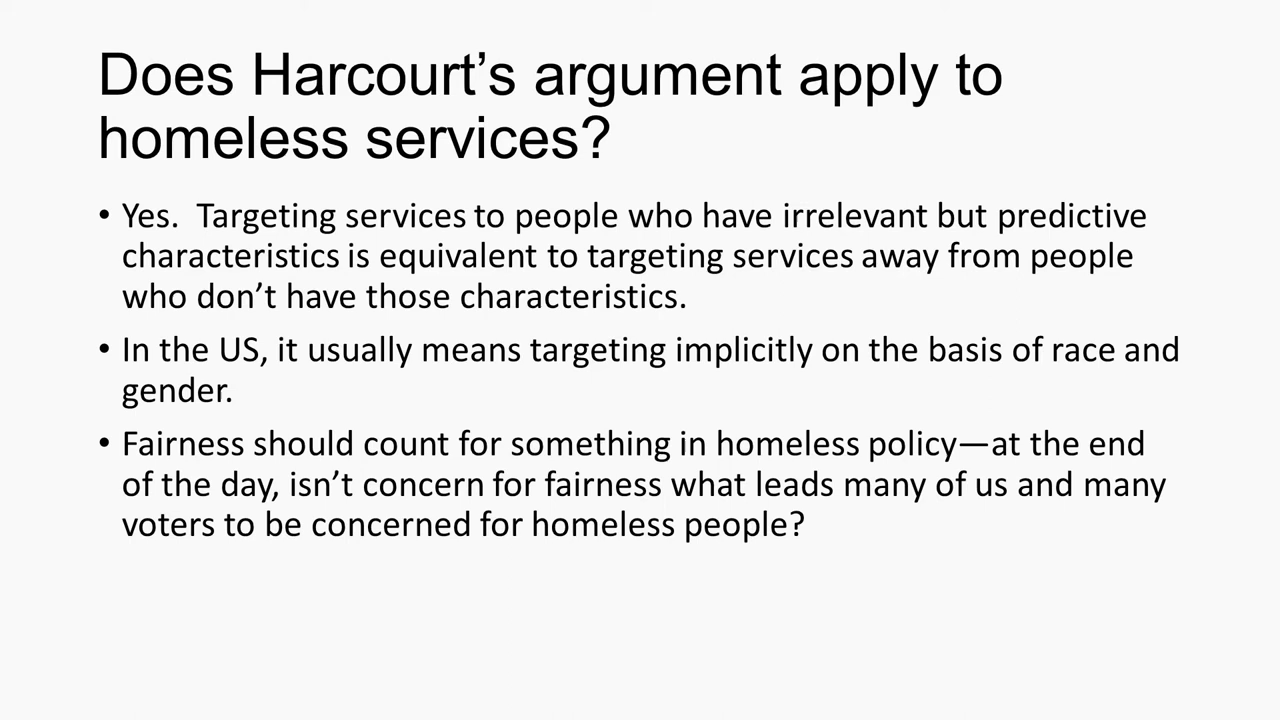 Does Harcourt’s argument apply to
homeless services?
• Yes.  Targeting services to people who have irrelevant but predictive
characteristics is equivalent to targeting services away from people
who don’t have those characteristics.
• In the US, it usually means targeting implicitly on the basis of race and
gender.
• Fairness should count for something in homeless policy—at the end
of the day, isn’t concern for fairness what leads many of us and many
voters to be concerned for homeless people?